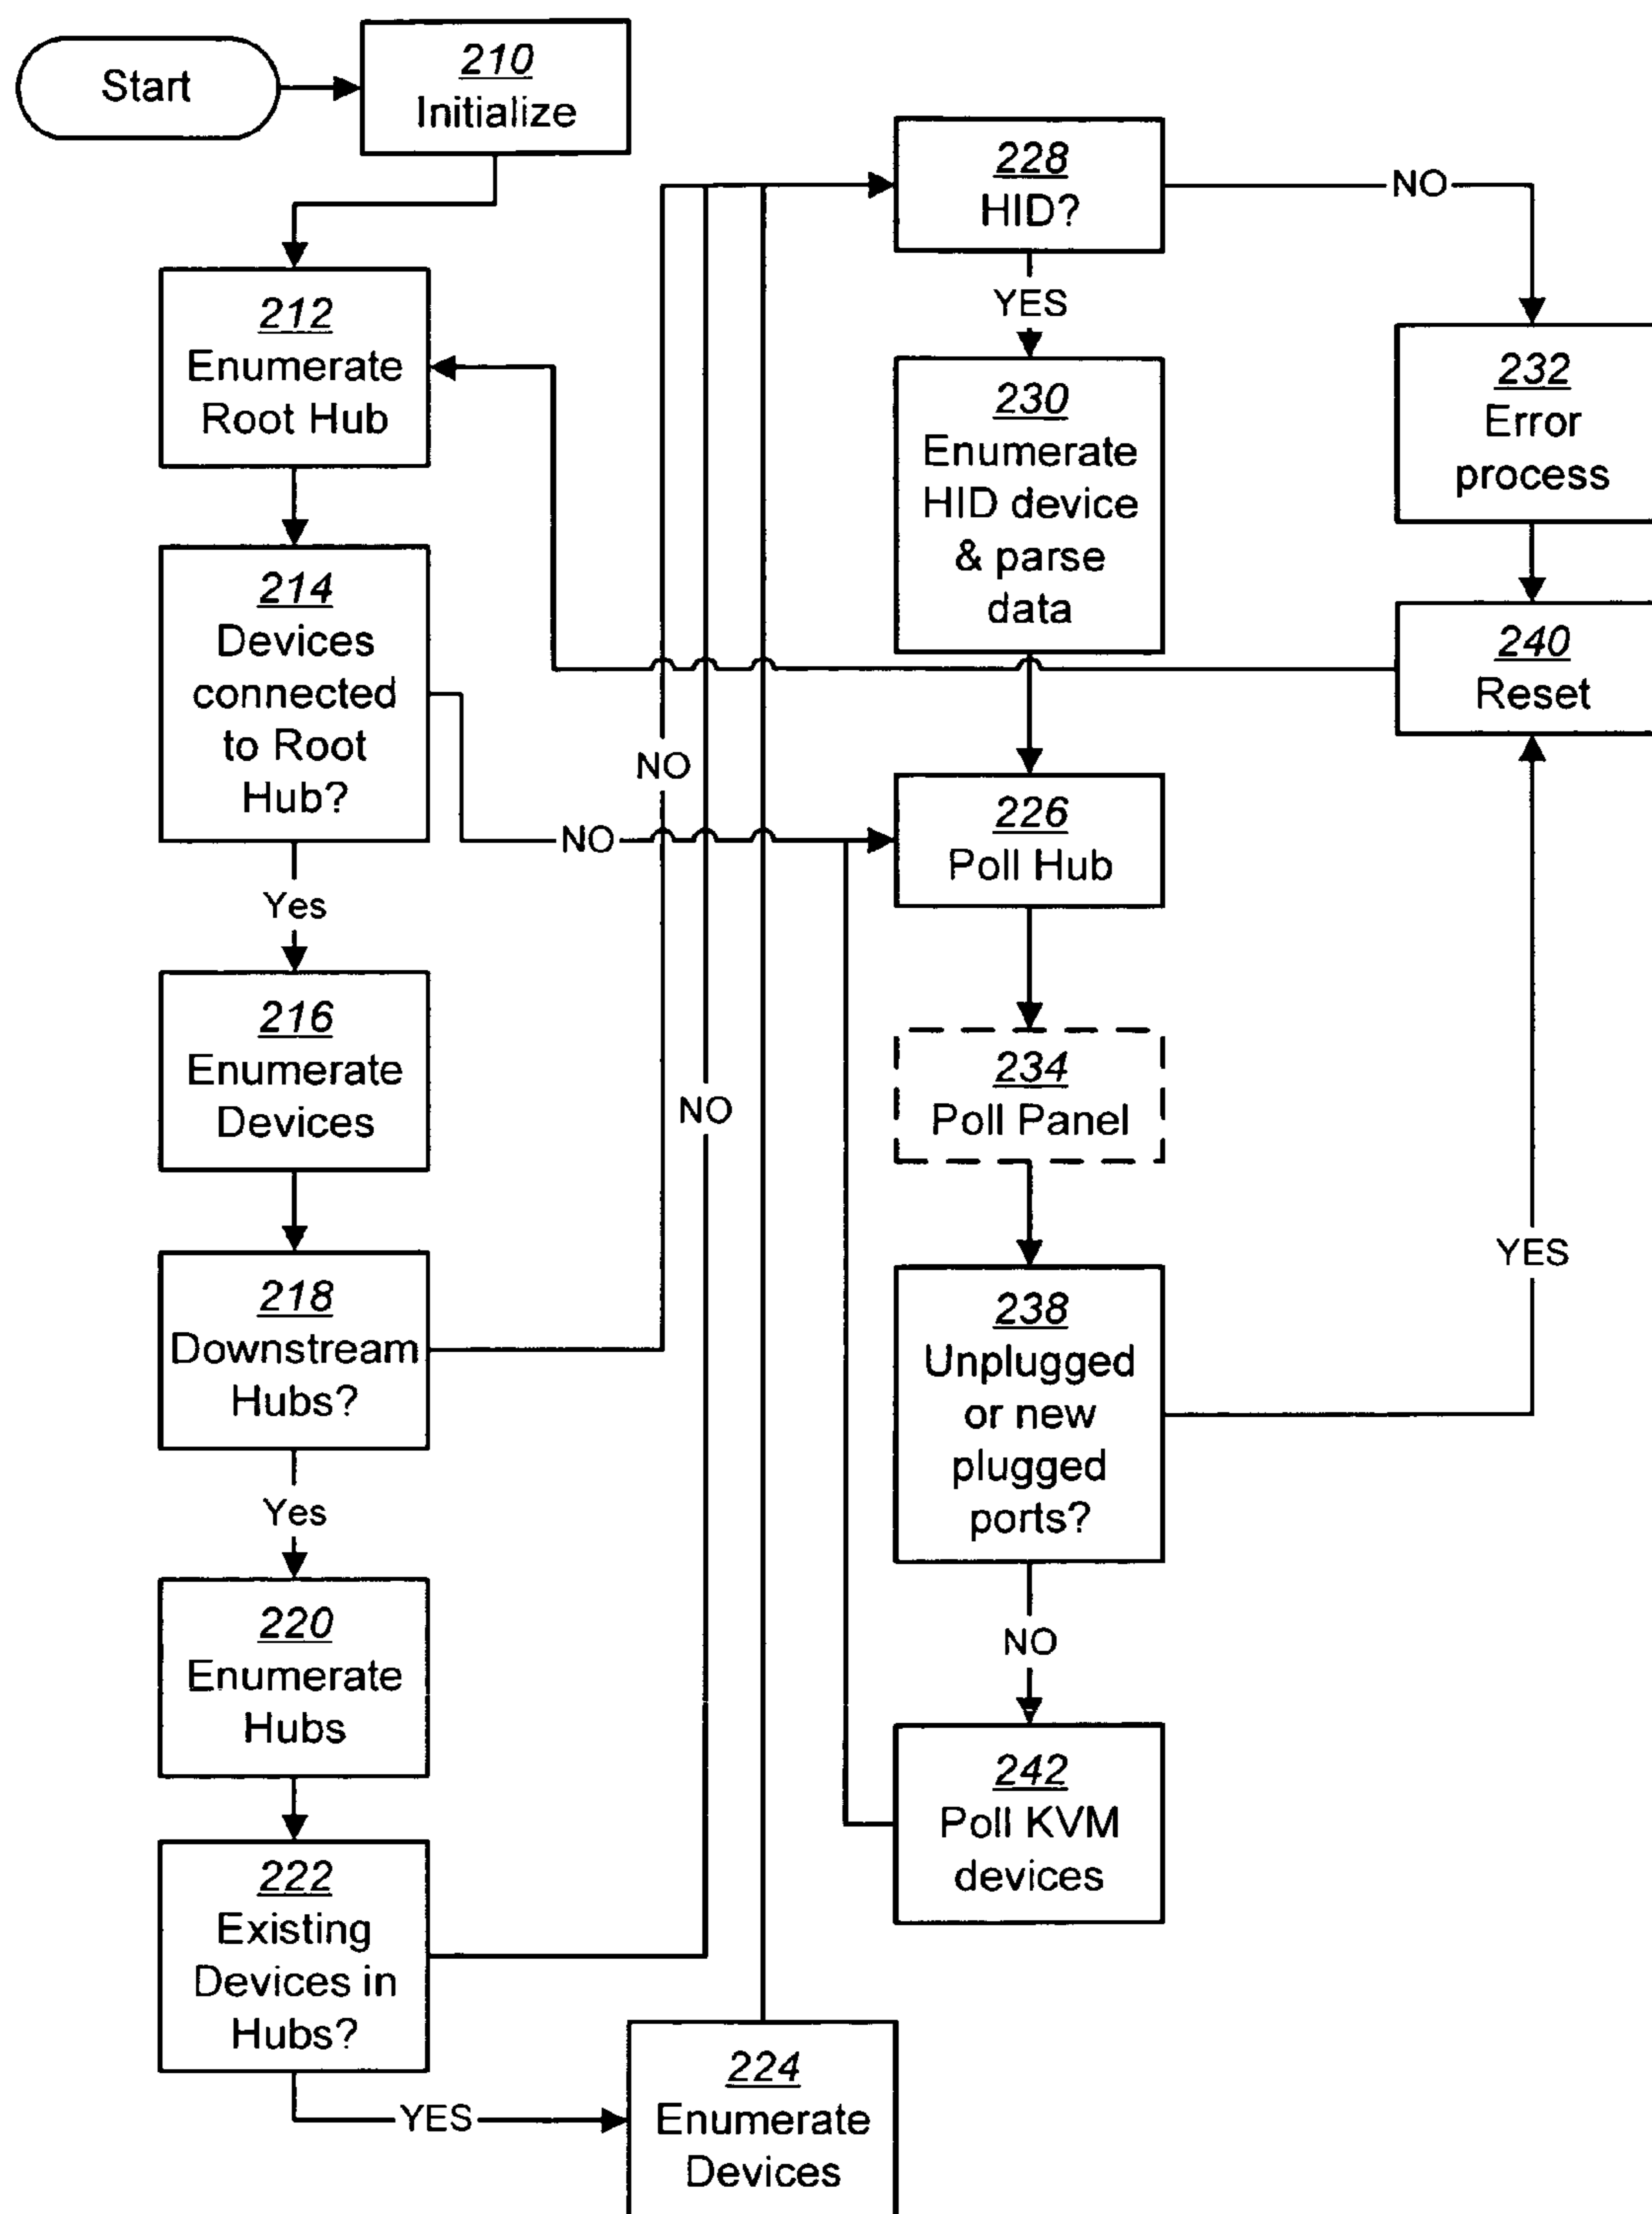 Start
210
Initialize
212
Enumerate
Root Hub
214
Devices
connected
to Root
Hub?
NO
Yes
216
Enumerate
Devices
218
Downstream
Hubs?
NO
Yes
220
Enumerate
Hubs
222
Existing
Devices in
Hubs?
NO
YES
224
Enumerate
Devices
228
HID?
NO
YES
230
Enumerate
HID device
& parse
data
232
Error
process
240
Reset
226
Poll Hub
234
Poll Panel
238
Unplugged
or new
plugged
ports?
YES
NO
242
Poll KVM
devices